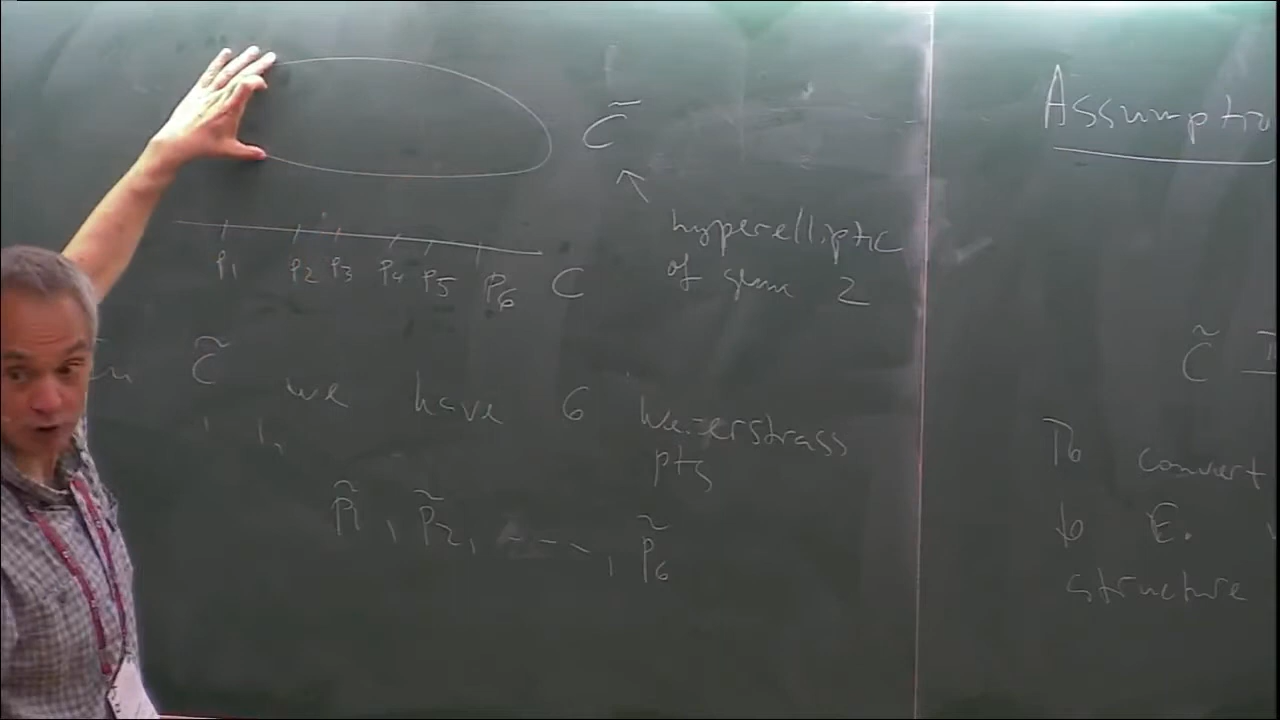 C̃
hyperelliptic
of genus 2
p₁ p₂ p₃ p₄ p₅ p₆ C
C̃ we have 6 Weierstrass
pts
p̃₁, p̃₂, ---, p̃₆
Assumptio
C̃
To convert
to E.
structure